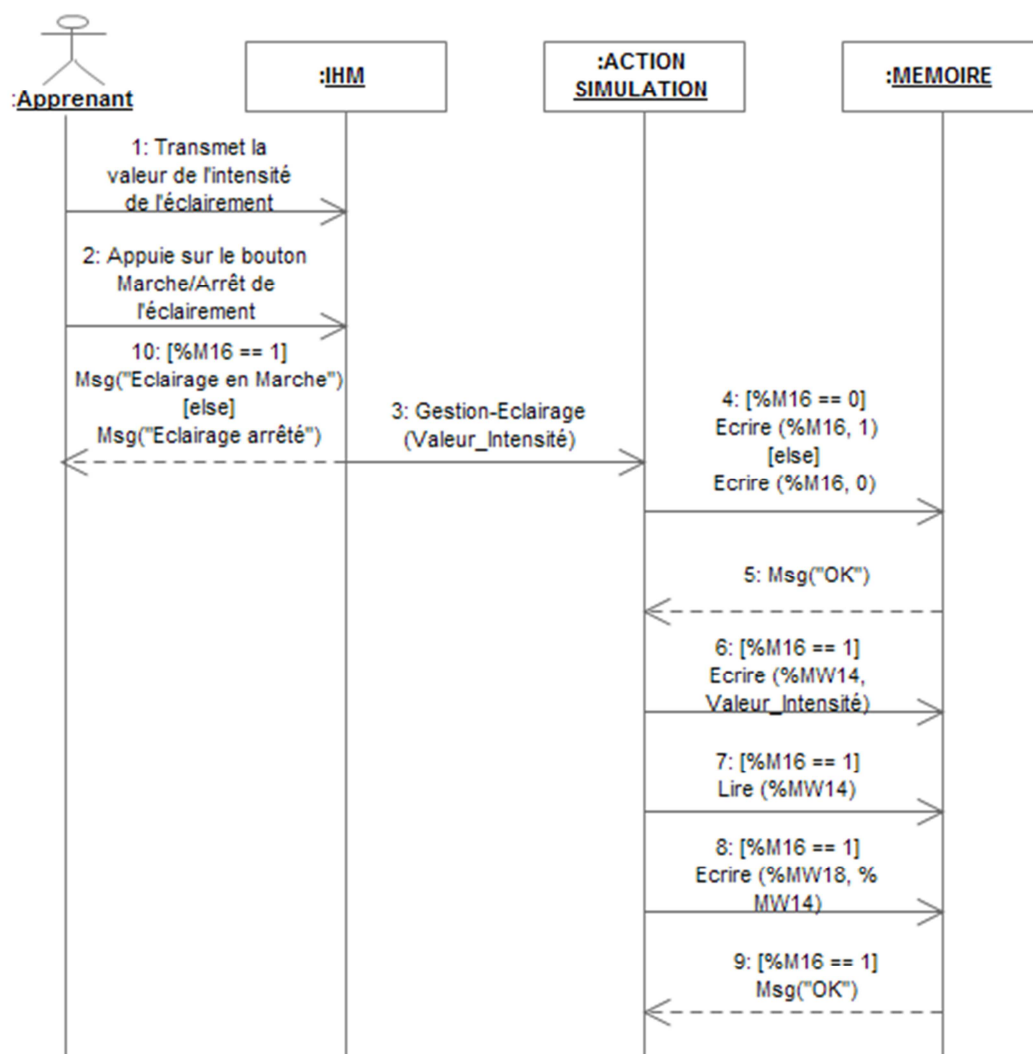 :Apprenant
:IHM
:ACTION
SIMULATION
:MEMOIRE
1: Transmet la
valeur de l'intensité
de l'éclairement
2: Appuie sur le bouton
Marche/Arrêt de
l'éclairement
10: [%M16 == 1]
Msg("Eclairage en Marche")
[else]
Msg("Eclairage arrêté")
3: Gestion-Eclairage
(Valeur_Intensité)
4: [%M16 == 0]
Ecrire (%M16, 1)
[else]
Ecrire (%M16, 0)
5: Msg("OK")
6: [%M16 == 1]
Ecrire (%MW14,
Valeur_Intensité)
7: [%M16 == 1]
Lire (%MW14)
8: [%M16 == 1]
Ecrire (%MW18, %
MW14)
9: [%M16 == 1]
Msg("OK")